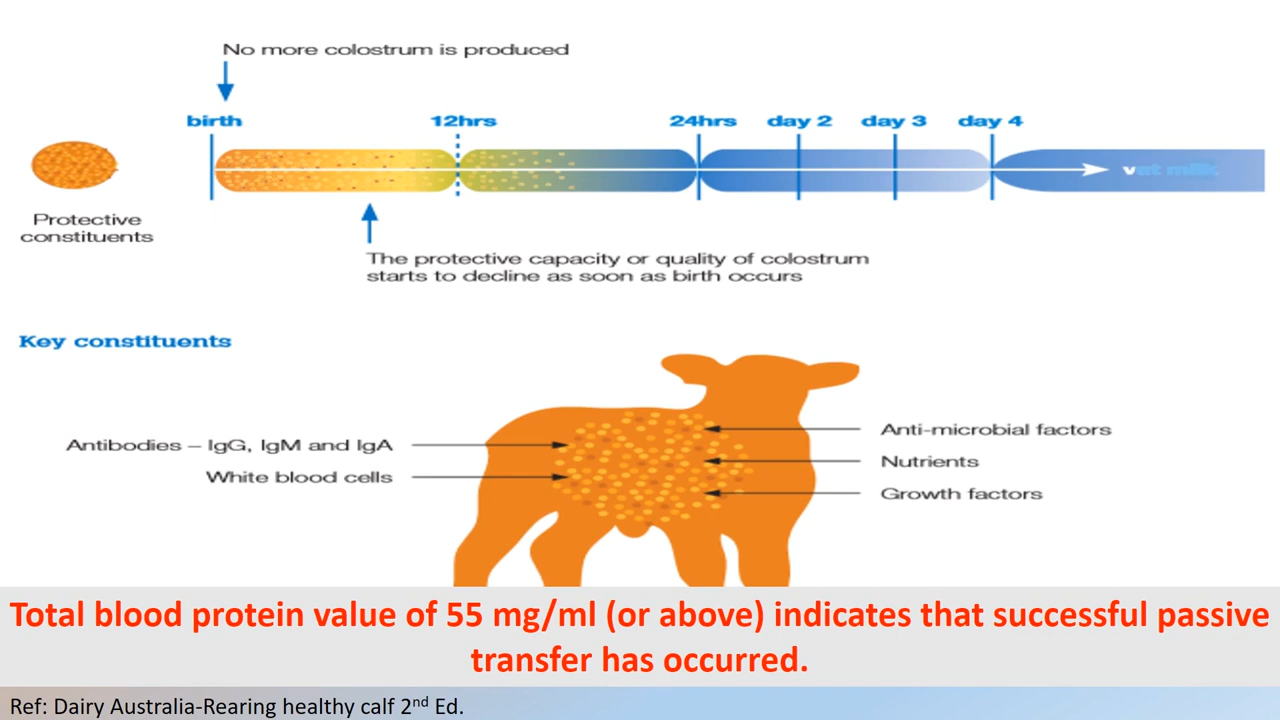 No more colostrum is produced
birth
12hrs
24hrs
day 2
day 3
day 4
vat milk
Protective
constituents
The protective capacity or quality of colostrum
starts to decline as soon as birth occurs
Key constituents
Antibodies – IgG, IgM and IgA
White blood cells
Anti-microbial factors
Nutrients
Growth factors
Total blood protein value of 55 mg/ml (or above) indicates that successful passive
transfer has occurred.
Ref: Dairy Australia-Rearing healthy calf 2nd Ed.